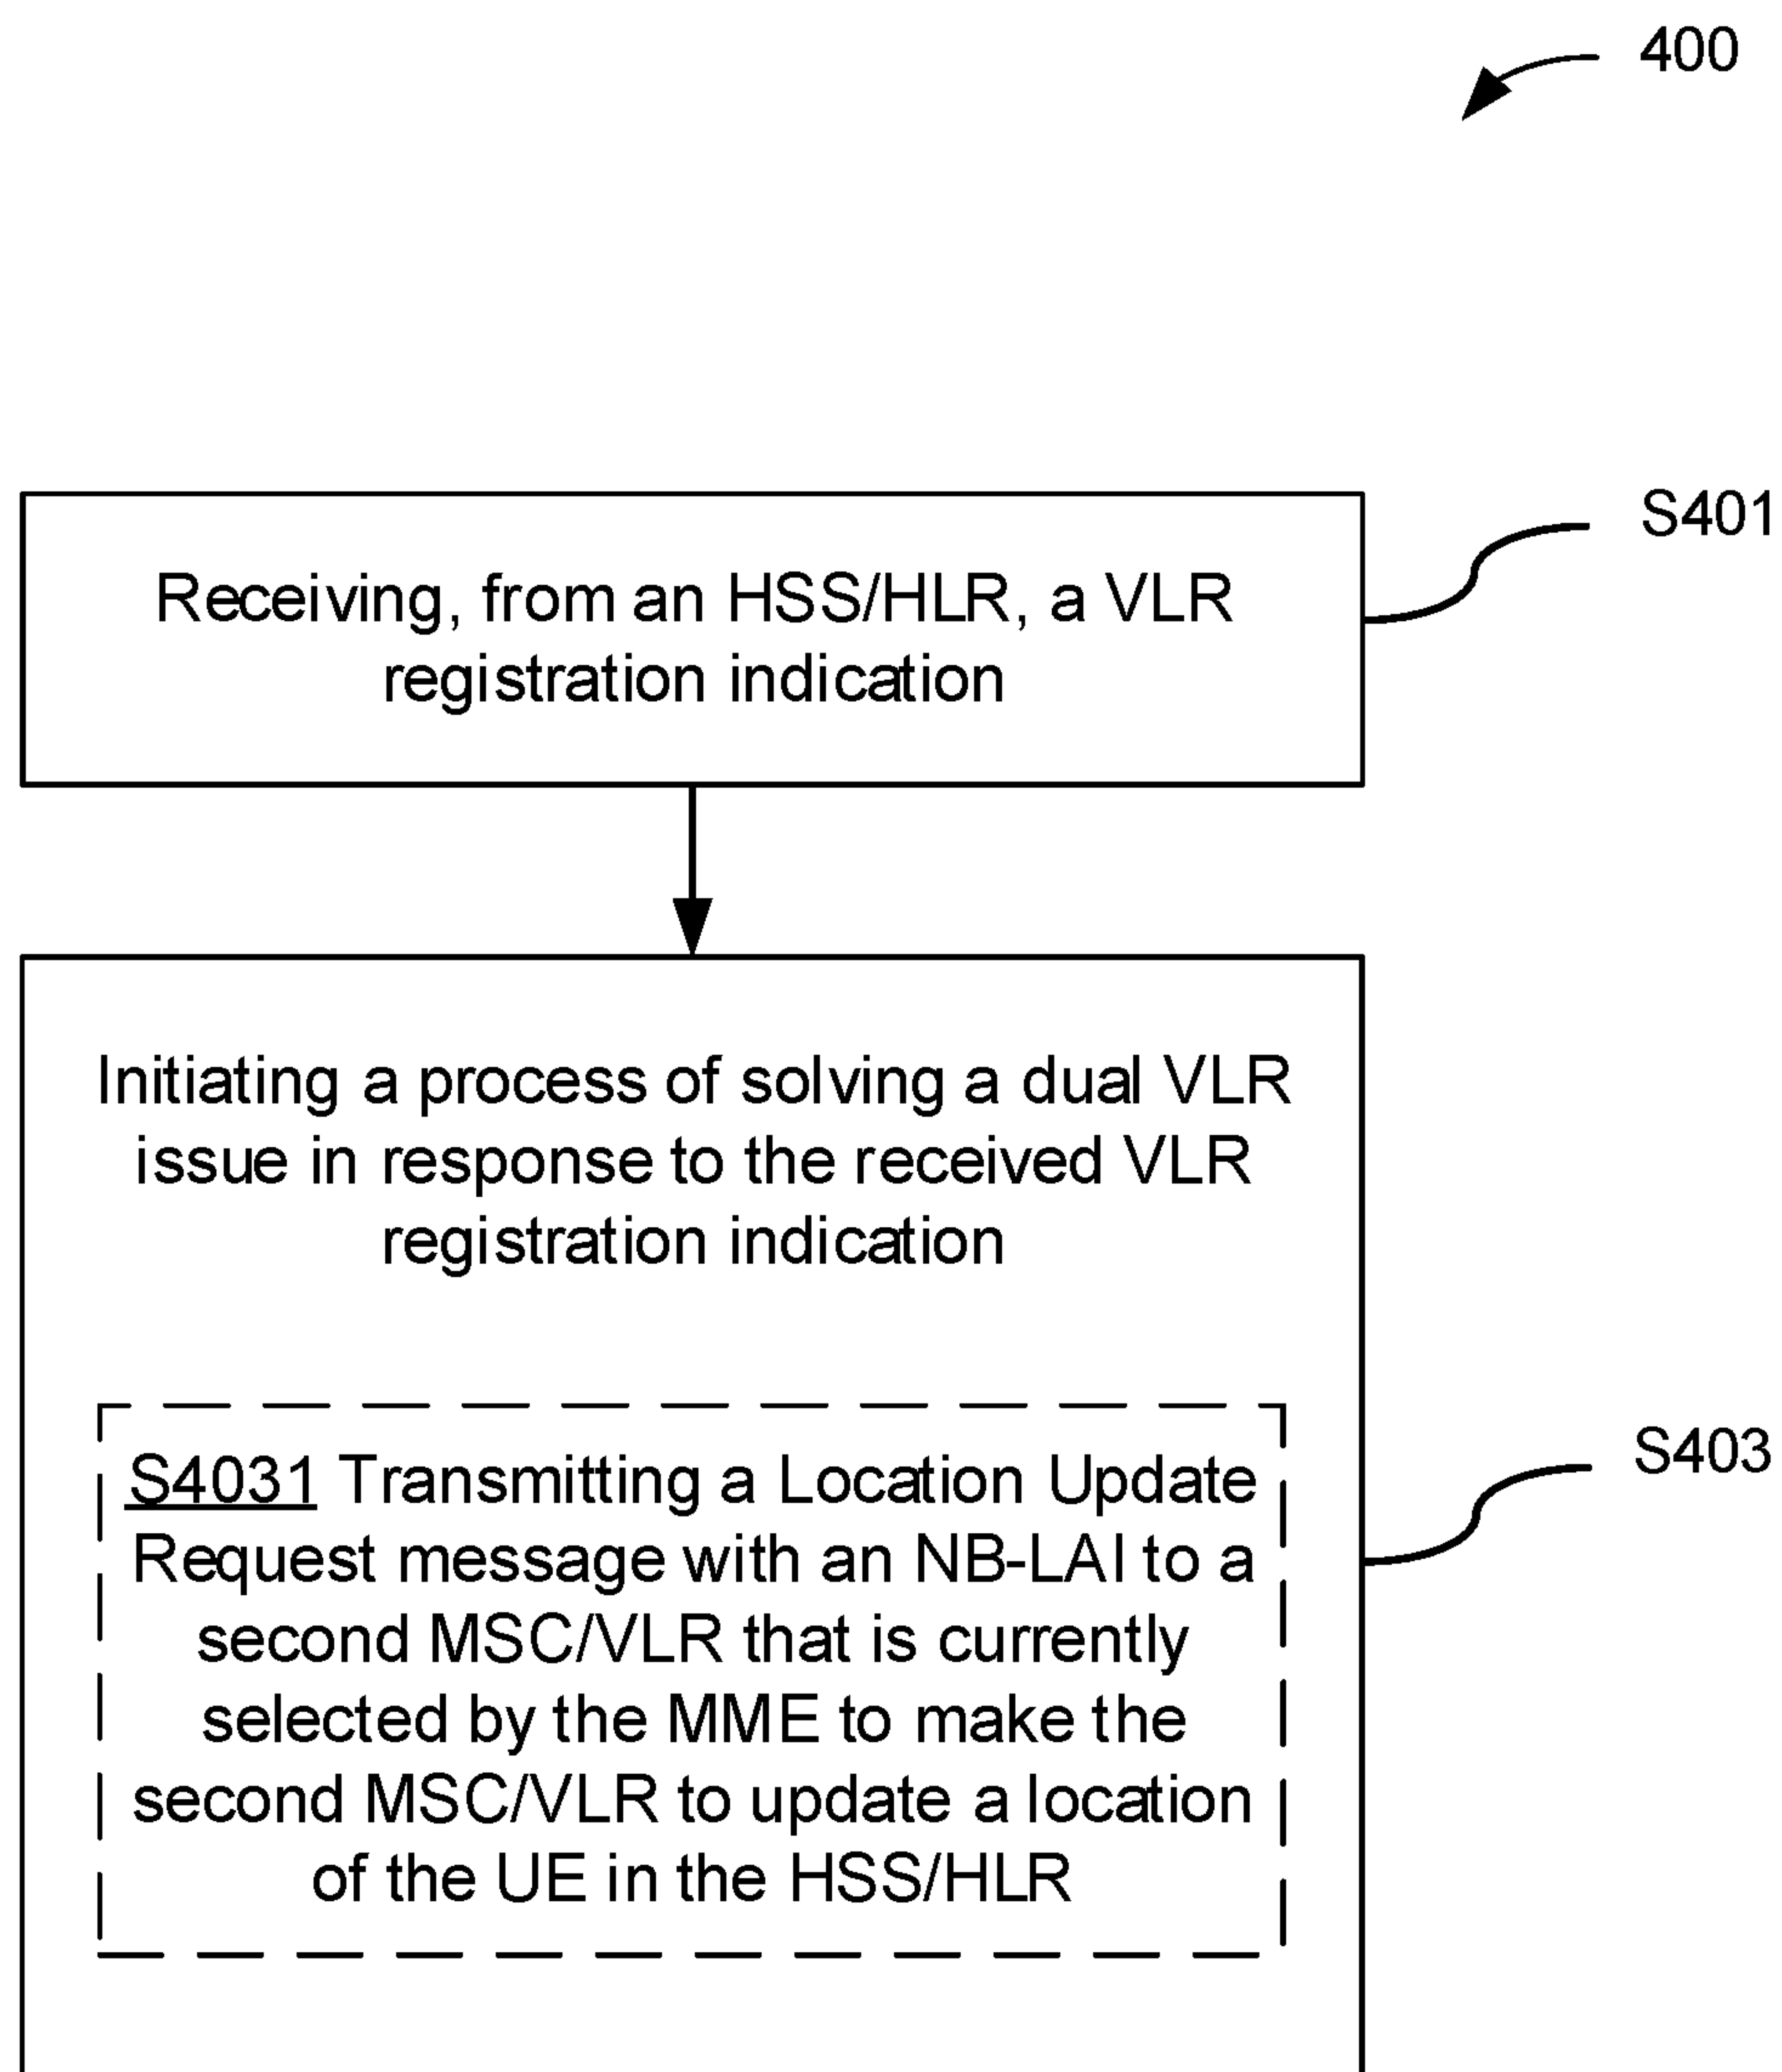 400
S401
Receiving, from an HSS/HLR, a VLR
registration indication
Initiating a process of solving a dual VLR
issue in response to the received VLR
registration indication
S403
S4031 Transmitting a Location Update
Request message with an NB-LAI to a
second MSC/VLR that is currently
selected by the MME to make the
second MSC/VLR to update a location
of the UE in the HSS/HLR